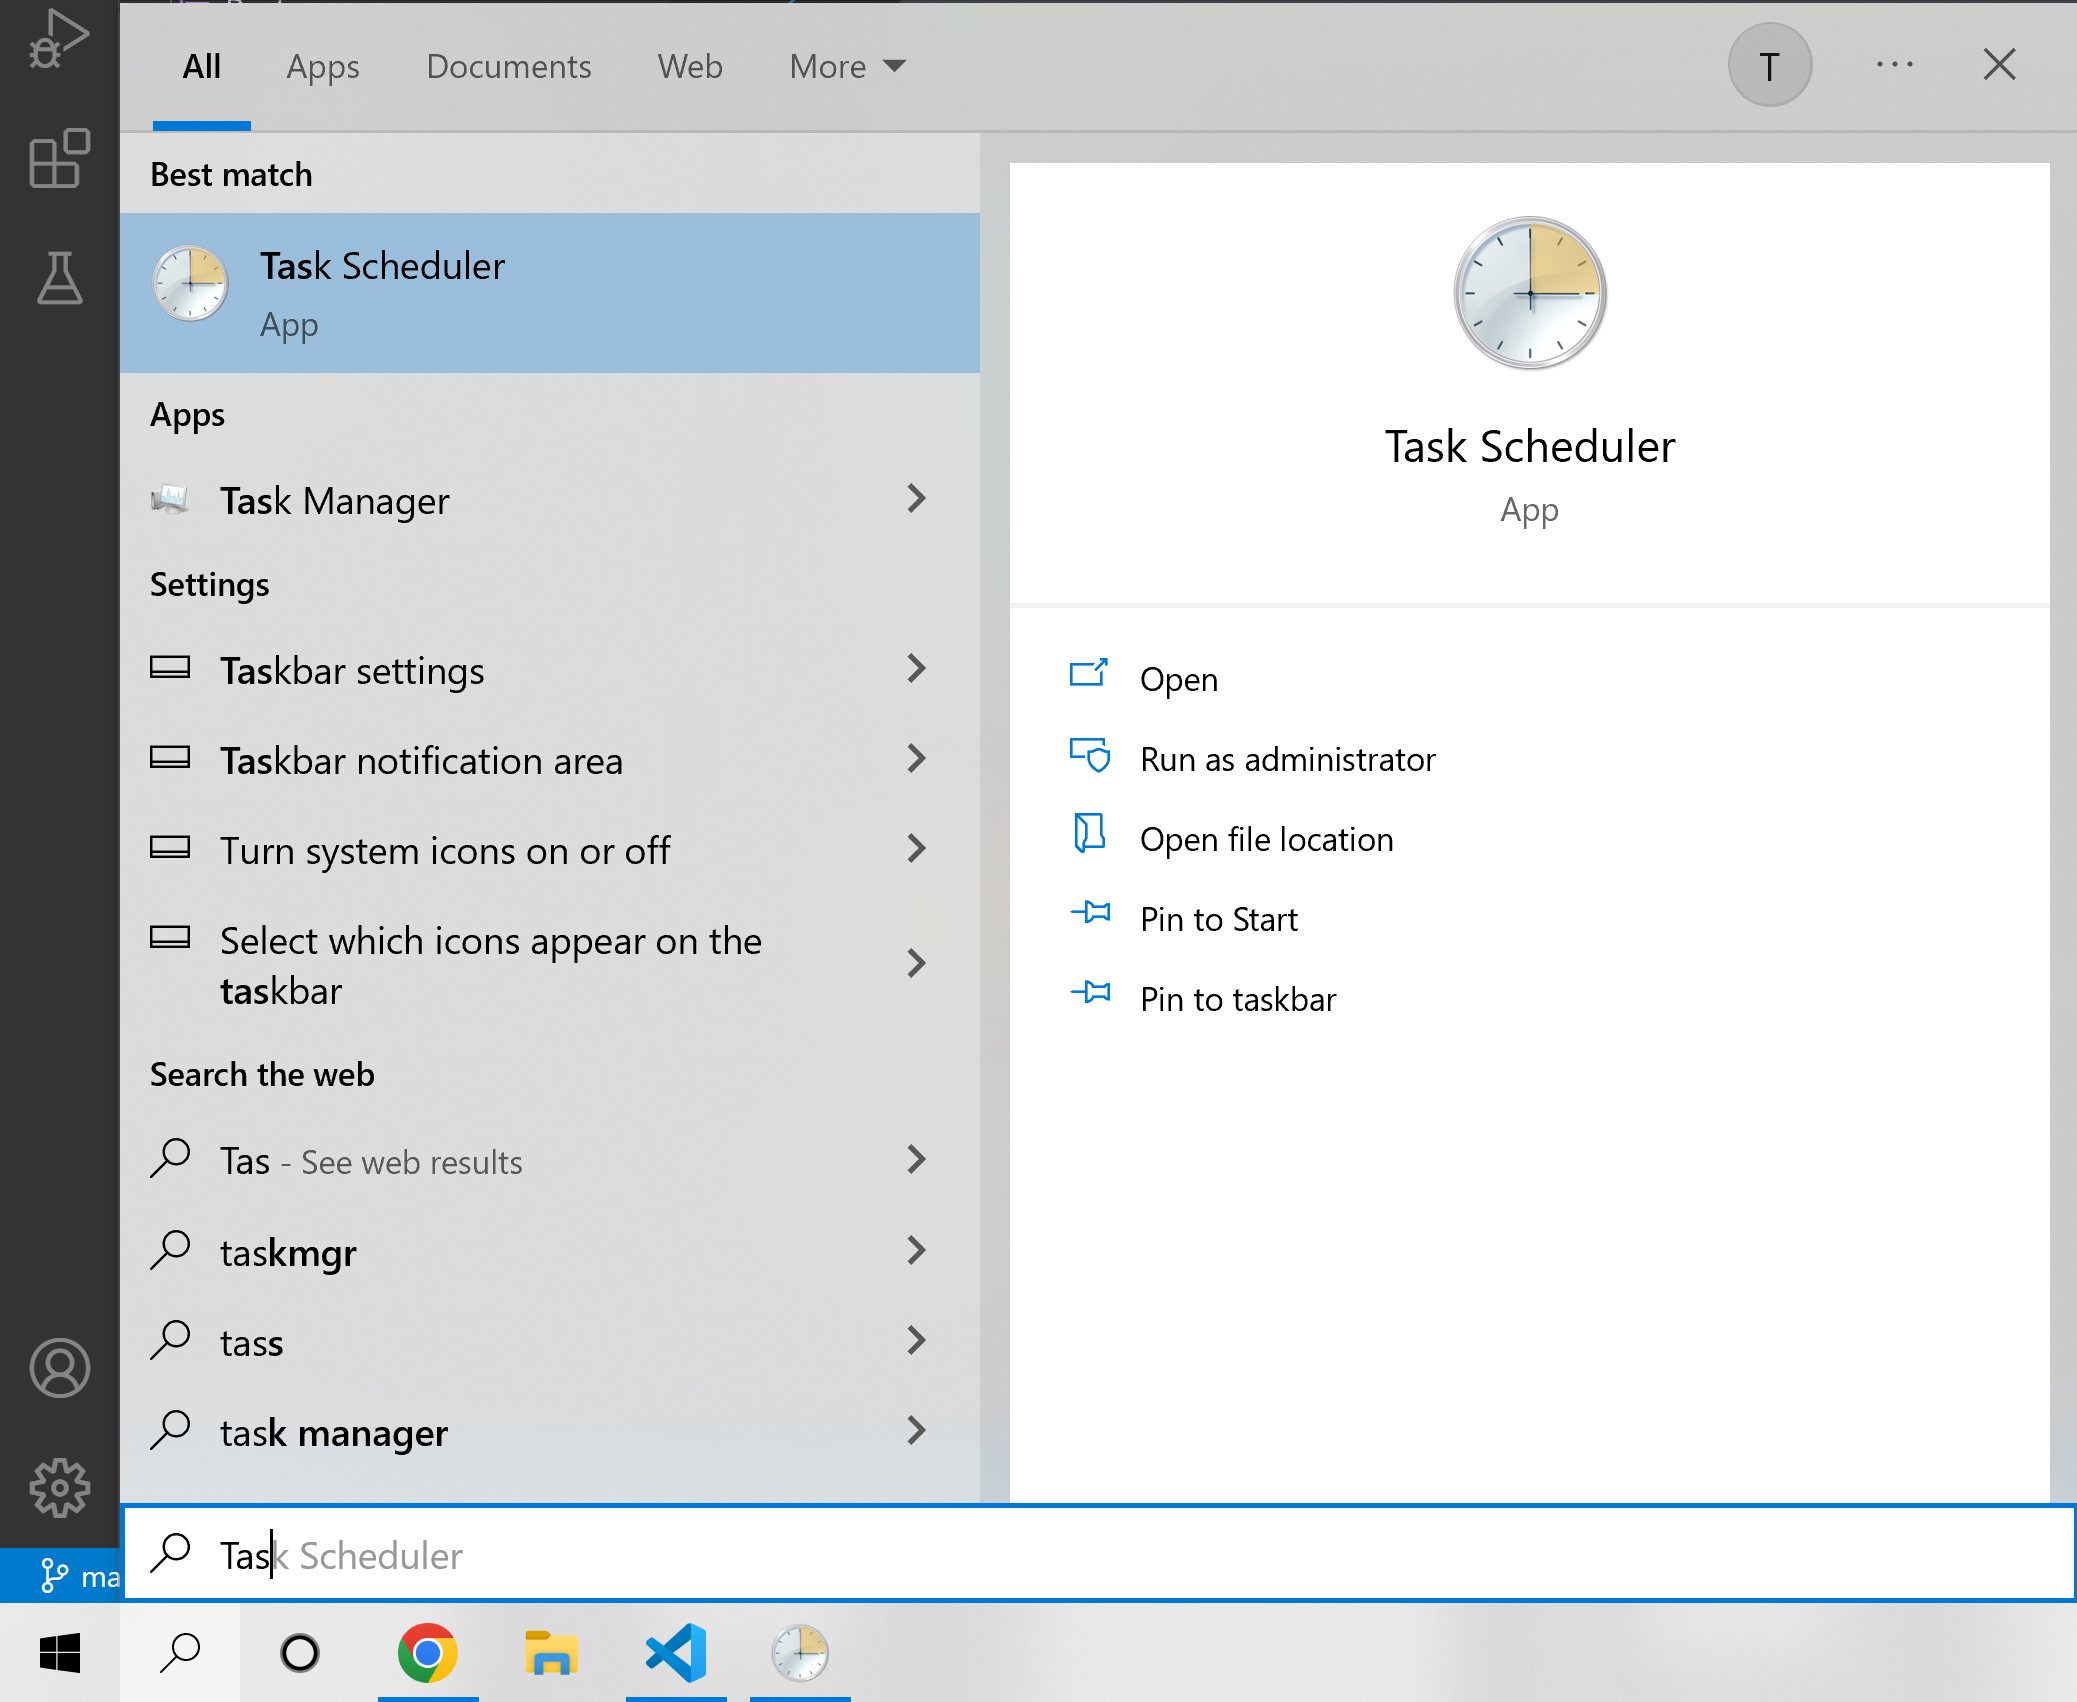 All Apps Documents Web More T
Best match
Task Scheduler
App
Apps
Task Manager
Settings
Taskbar settings
Taskbar notification area
Turn system icons on or off
Select which icons appear on the
taskbar
Search the web
Tas - See web results
taskmgr
tass
task manager
Task Scheduler
App
Open
Run as administrator
Open file location
Pin to Start
Pin to taskbar
Task Scheduler
ma